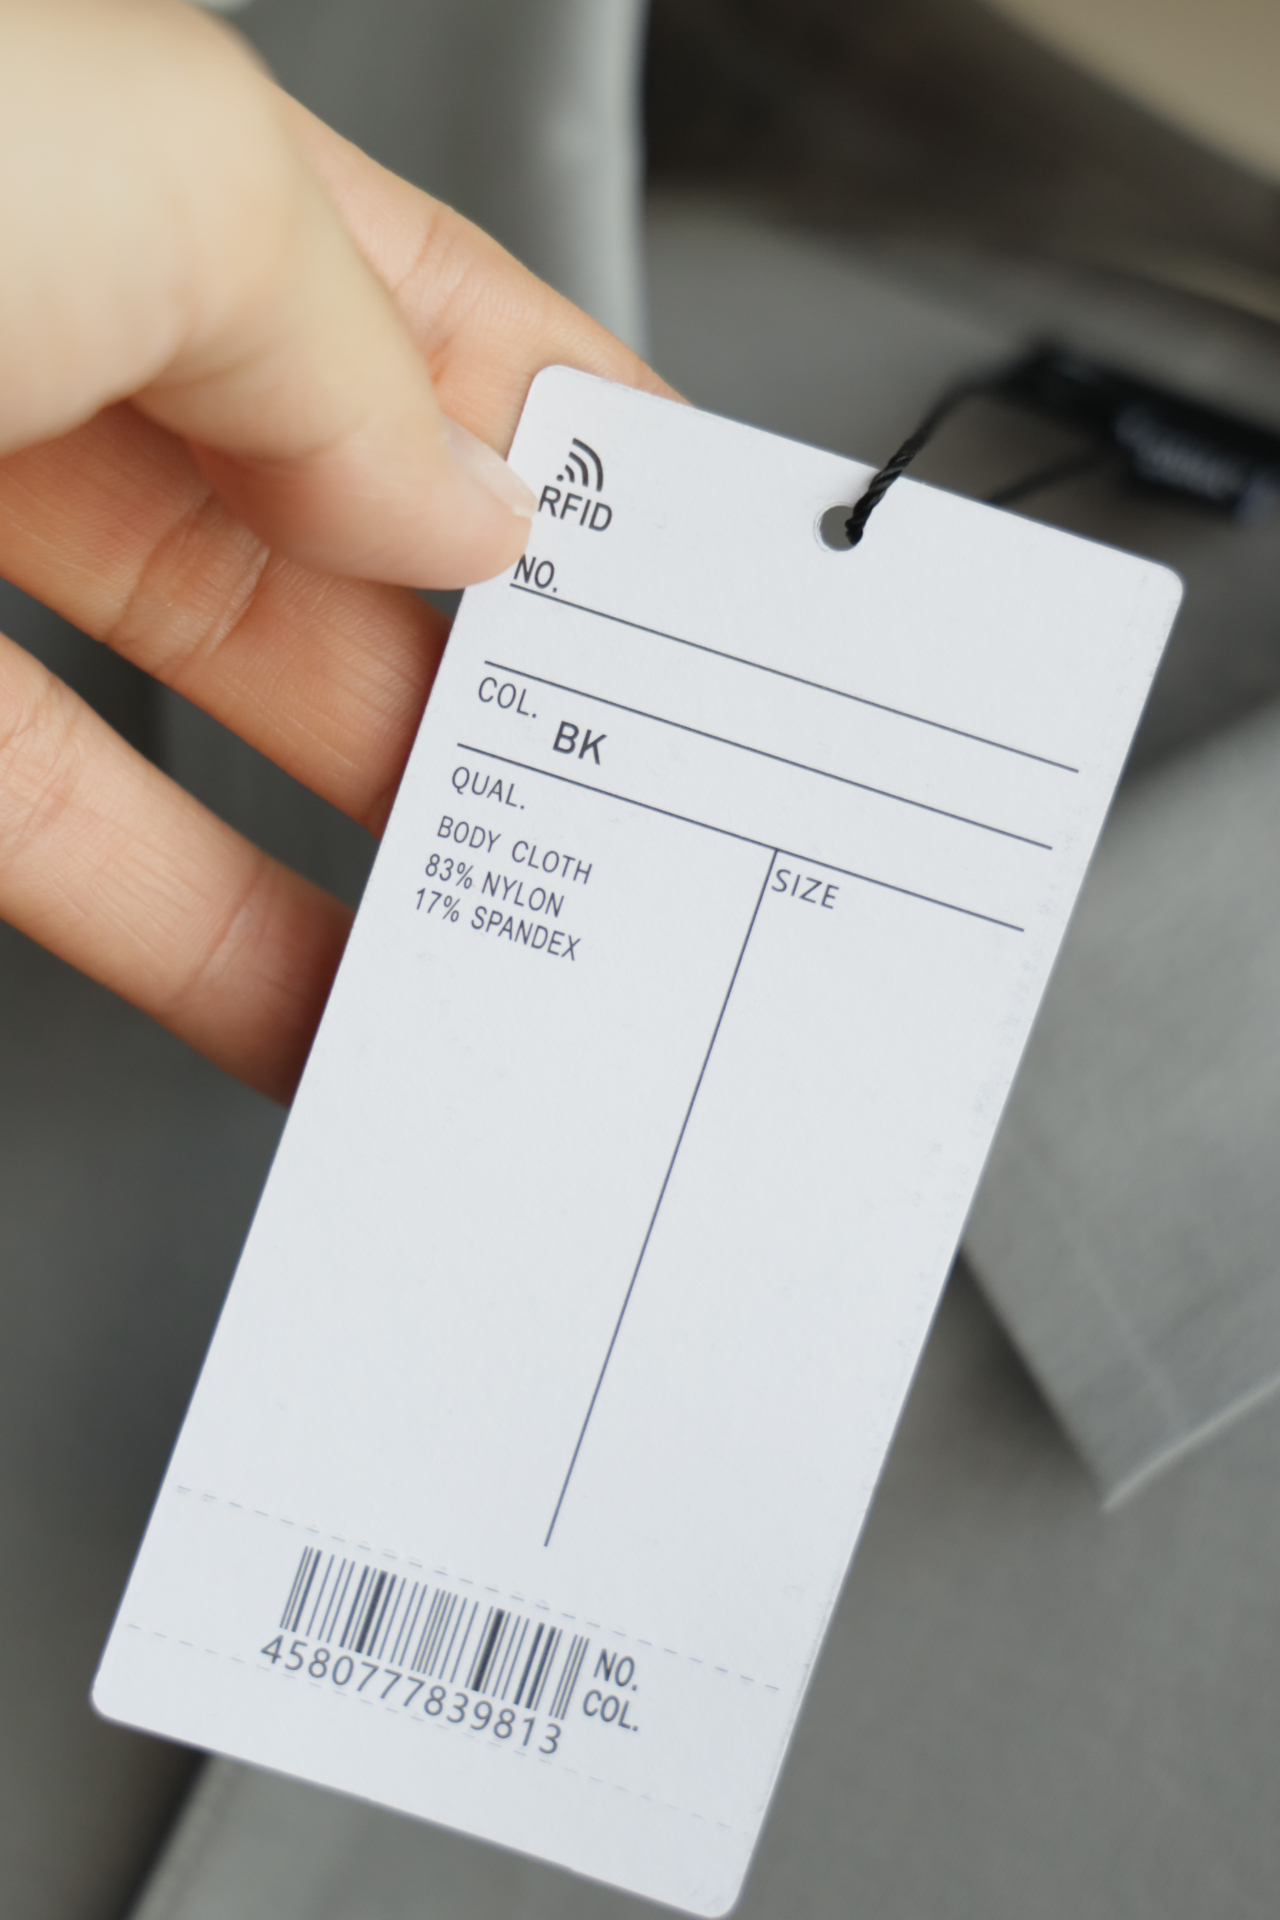 RFID
NO.
COL.
BK
QUAL.
BODY CLOTH
83% NYLON
17% SPANDEX
SIZE
4580777839813
NO.
COL.